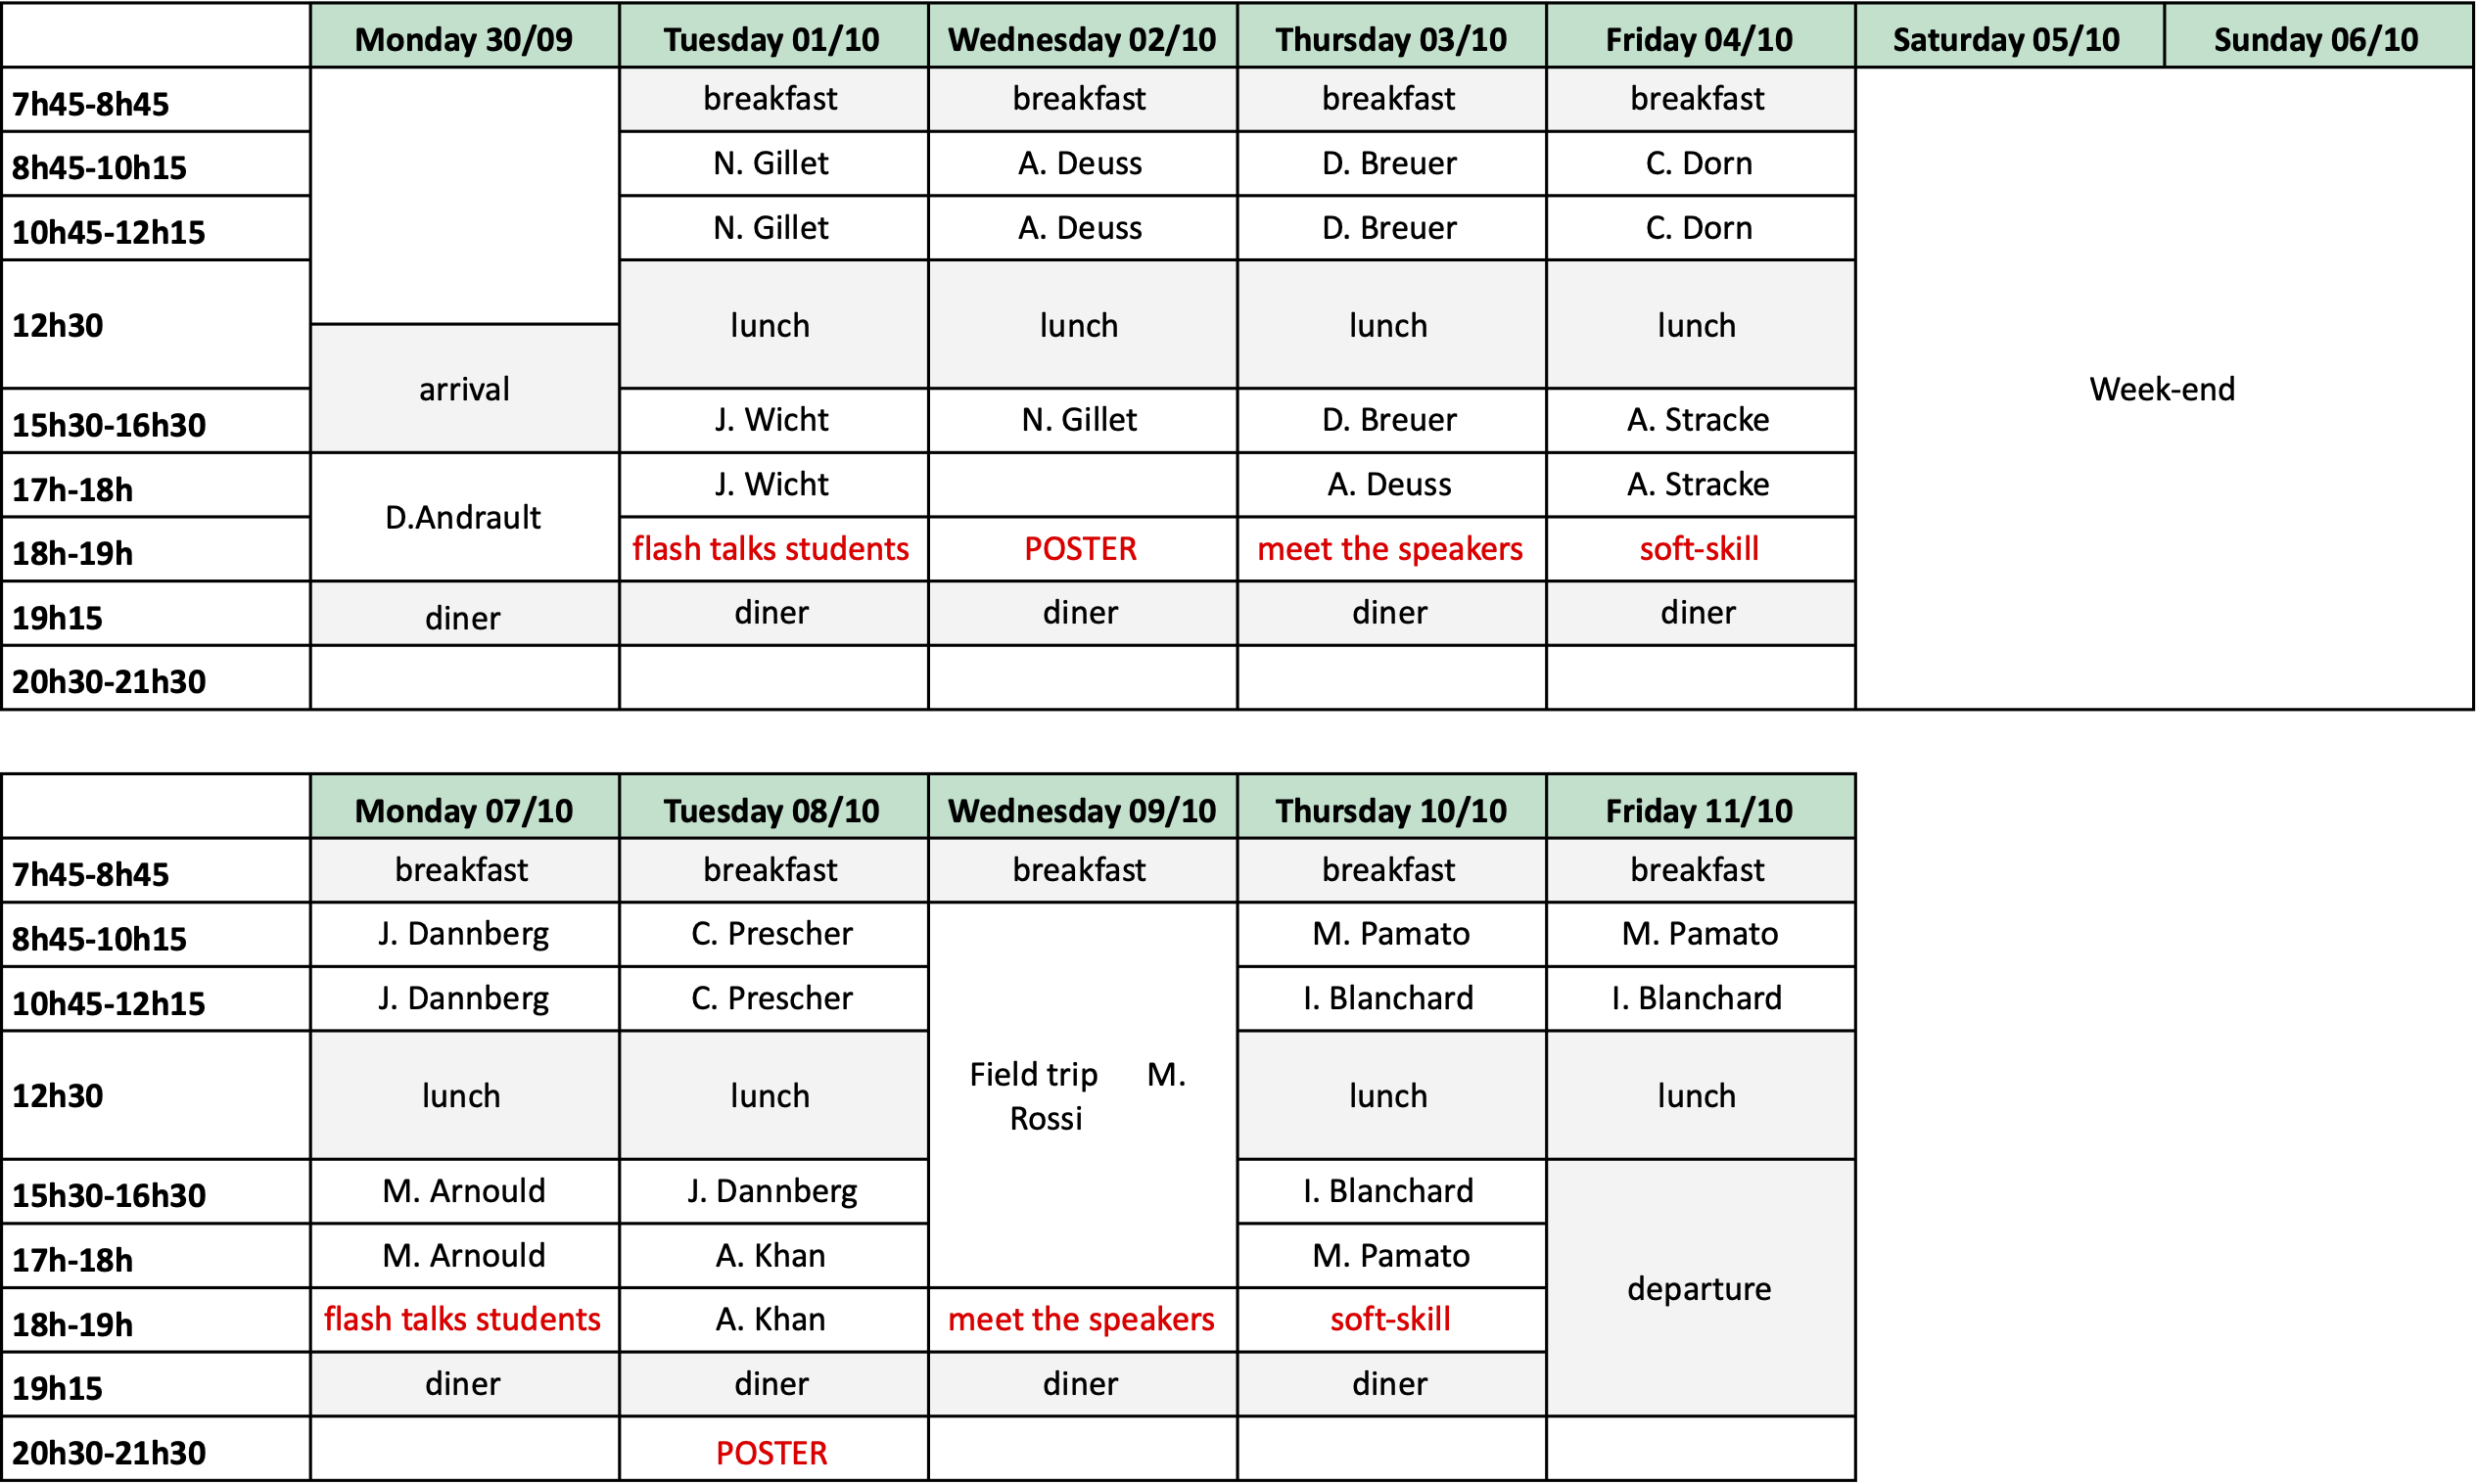 Monday 30/09 Tuesday 01/10 Wednesday 02/10 Thursday 03/10 Friday 04/10 Saturday 05/10 Sunday 06/10
7h45-8h45 breakfast breakfast breakfast breakfast
8h45-10h15 N. Gillet A. Deuss D. Breuer C. Dorn
10h45-12h15 N. Gillet A. Deuss D. Breuer C. Dorn
12h30 lunch lunch lunch lunch
arrival Week-end
15h30-16h30 J. Wicht N. Gillet D. Breuer A. Stracke
17h-18h J. Wicht A. Deuss A. Stracke
D.Andrault
18h-19h flash talks students POSTER meet the speakers soft-skill
19h15 diner diner diner diner diner
20h30-21h30
Monday 07/10 Tuesday 08/10 Wednesday 09/10 Thursday 10/10 Friday 11/10
7h45-8h45 breakfast breakfast breakfast breakfast breakfast
8h45-10h15 J. Dannberg C. Prescher M. Pamato M. Pamato
10h45-12h15 J. Dannberg C. Prescher I. Blanchard I. Blanchard
12h30 lunch lunch Field trip M. lunch lunch
Rossi
15h30-16h30 M. Arnould J. Dannberg I. Blanchard
17h-18h M. Arnould A. Khan M. Pamato
departure
18h-19h flash talks students A. Khan meet the speakers soft-skill
19h15 diner diner diner diner
20h30-21h30 POSTER